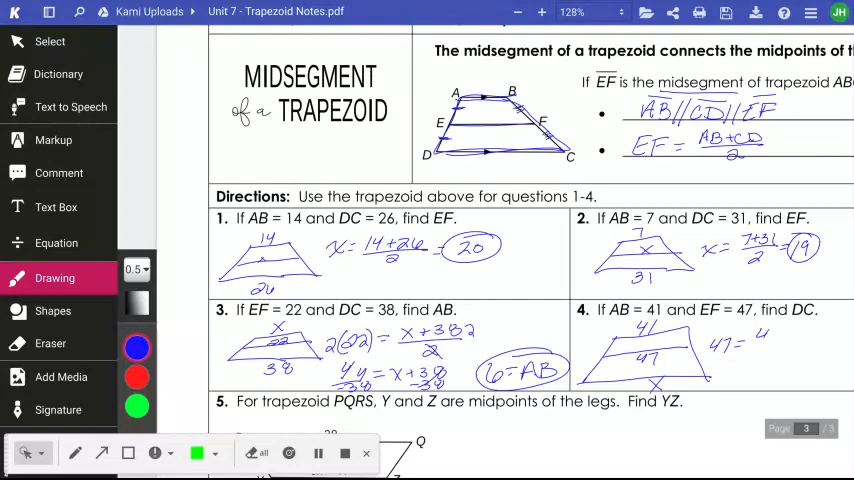 Kami Uploads › Unit 7 - Trapezoid Notes.pdf
128%
JH
Select
Dictionary
Text to Speech
Markup
Comment
Text Box
Equation
Drawing
Shapes
Eraser
Add Media
Signature
0.5
The midsegment of a trapezoid connects the midpoints of t
MIDSEGMENT
of a TRAPEZOID
A B
E F
D C
If EF is the midsegment of trapezoid ABC
• AB//CD//EF
• EF = AB+CD
2
Directions: Use the trapezoid above for questions 1-4.
1. If AB = 14 and DC = 26, find EF.
14
x
26
x = 14+26 = 20
2
2. If AB = 7 and DC = 31, find EF.
7
x
31
x = 7+31 = 19
2
3. If EF = 22 and DC = 38, find AB.
x
22
38
2(22) = x+38 2
2
44 = x+38
-38 -38
6 = AB
4. If AB = 41 and EF = 47, find DC.
41
47
x
47 = 4
5. For trapezoid PQRS, Y and Z are midpoints of the legs. Find YZ.
Q
all
Page 3 / 3